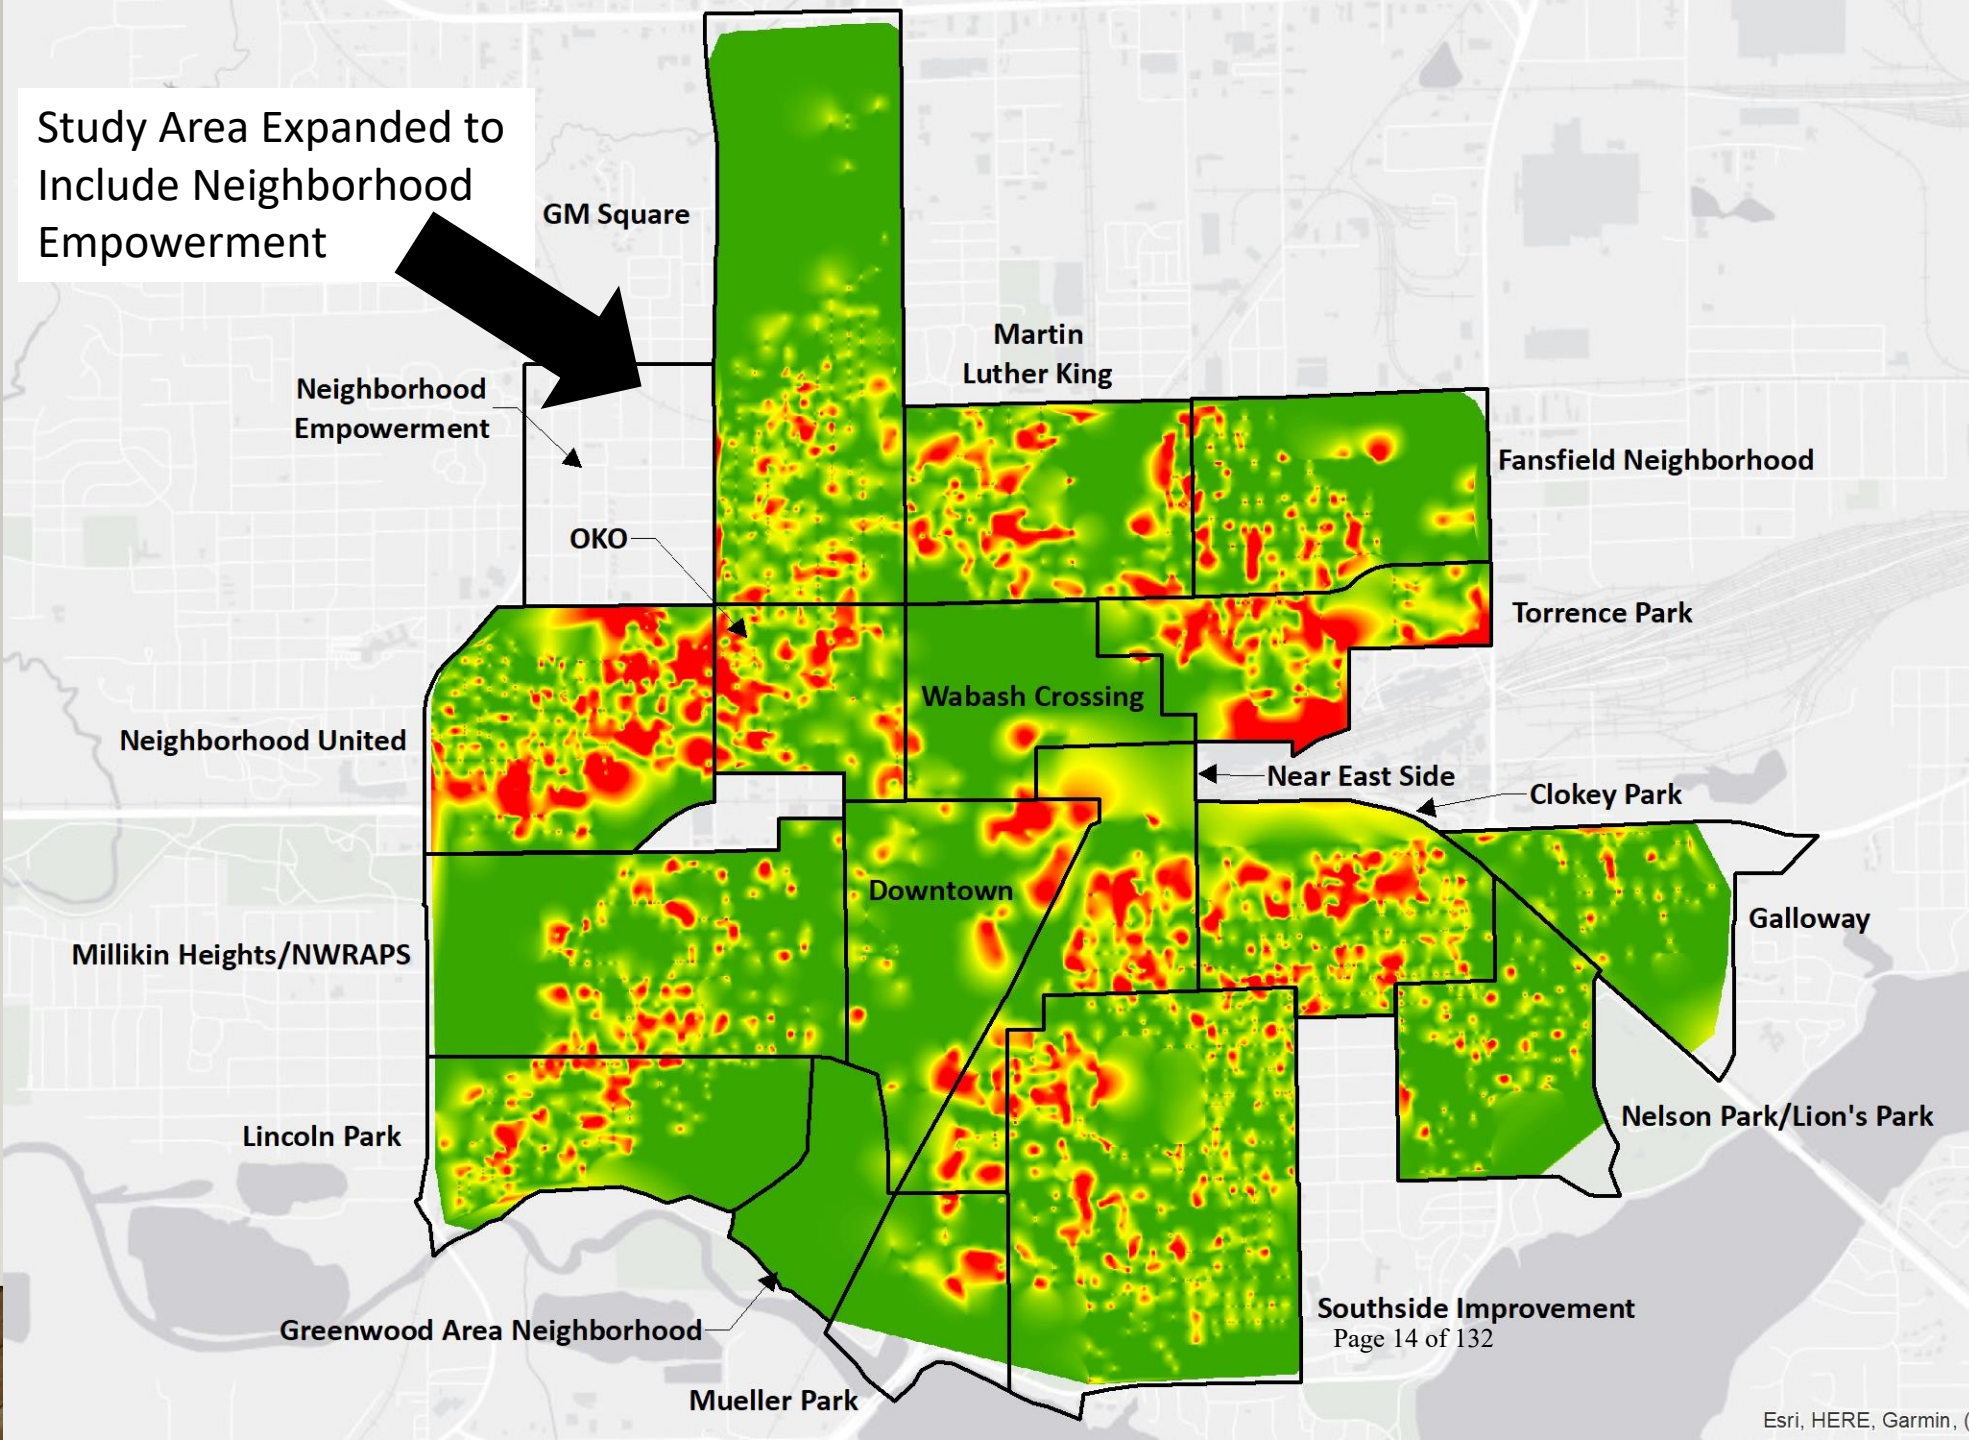 Study Area Expanded to
Include Neighborhood
Empowerment
GM Square
Martin
Luther King
Neighborhood
Empowerment
Fansfield Neighborhood
OKO
Torrence Park
Wabash Crossing
Neighborhood United
Near East Side
Clokey Park
Downtown
Galloway
Millikin Heights/NWRAPS
Nelson Park/Lion's Park
Lincoln Park
Southside Improvement
Greenwood Area Neighborhood
Page 14 of 132
Mueller Park
Esri, HERE, Garmin, (